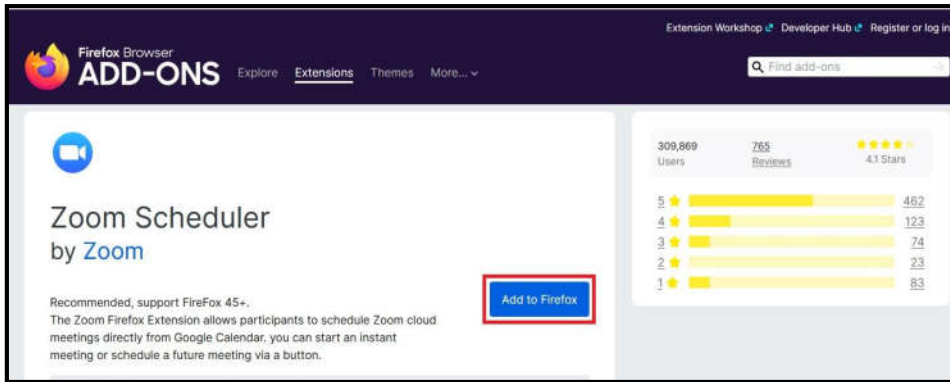 Extension Workshop Developer Hub Register or log in
Firefox Browser
ADD-ONS
Explore Extensions Themes More...
Find add-ons
Zoom Scheduler
by Zoom
Recommended, support FireFox 45+.
The Zoom Firefox Extension allows participants to schedule Zoom cloud
meetings directly from Google Calendar. you can start an instant
meeting or schedule a future meeting via a button.
Add to Firefox
309,869 765
Users Reviews 4.1 Stars
5 462
4 123
3 74
2 23
1 83